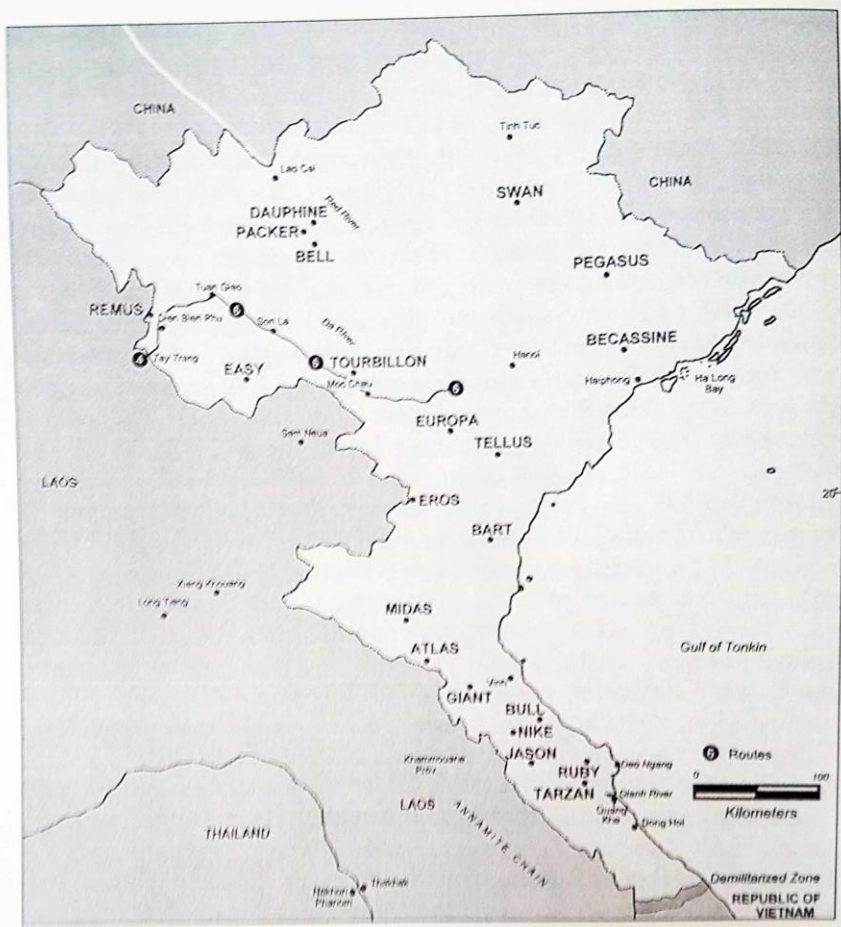 CHINA
Tinh Tuc
Lao Cai
CHINA
SWAN
DAUPHINE
Red River
PACKER
BELL
PEGASUS
Tuan Giao
REMUS
6
Dien Bien Phu
Son La
Da River
BECASSINE
4
Tay Trang
6
TOURBILLON
Hanoi
EASY
Moc Chau
6
Haiphong
Ha Long
Bay
EUROPA
Sam Neua
TELLUS
LAOS
EROS
20°
BART
Xieng Khouang
Long Tieng
MIDAS
Gulf of Tonkin
ATLAS
Vinh
GIANT
BULL
NIKE
6 Routes
Khammouane
Prov
JASON
Deo Ngang
RUBY
0 100
TARZAN
Gianh River
Kilometers
LAOS
Quang
Khe
ANNAMITE CHAIN
Dong Hoi
THAILAND
Demilitarized Zone
Nakhon
Phanom
Thakhek
REPUBLIC OF
VIETNAM